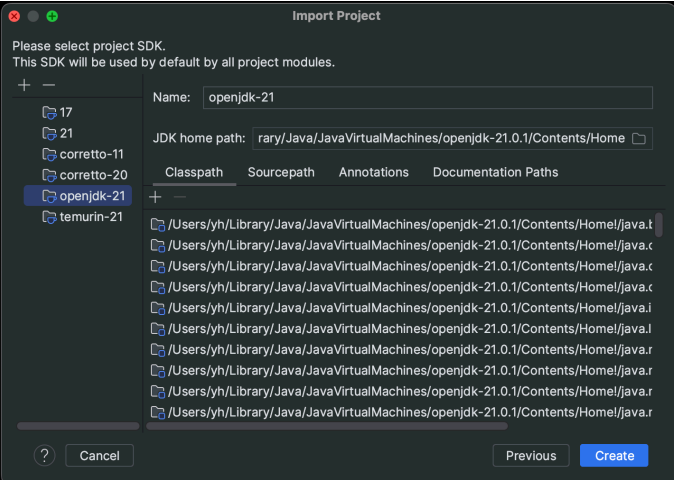 Import Project
Please select project SDK.
This SDK will be used by default by all project modules.
17
21
corretto-11
corretto-20
openjdk-21
temurin-21
Name: openjdk-21
JDK home path: rary/Java/JavaVirtualMachines/openjdk-21.0.1/Contents/Home
Classpath Sourcepath Annotations Documentation Paths
/Users/yh/Library/Java/JavaVirtualMachines/openjdk-21.0.1/Contents/Home!/java.b
/Users/yh/Library/Java/JavaVirtualMachines/openjdk-21.0.1/Contents/Home!/java.c
/Users/yh/Library/Java/JavaVirtualMachines/openjdk-21.0.1/Contents/Home!/java.c
/Users/yh/Library/Java/JavaVirtualMachines/openjdk-21.0.1/Contents/Home!/java.c
/Users/yh/Library/Java/JavaVirtualMachines/openjdk-21.0.1/Contents/Home!/java.i
/Users/yh/Library/Java/JavaVirtualMachines/openjdk-21.0.1/Contents/Home!/java.l
/Users/yh/Library/Java/JavaVirtualMachines/openjdk-21.0.1/Contents/Home!/java.r
/Users/yh/Library/Java/JavaVirtualMachines/openjdk-21.0.1/Contents/Home!/java.r
/Users/yh/Library/Java/JavaVirtualMachines/openjdk-21.0.1/Contents/Home!/java.r
/Users/yh/Library/Java/JavaVirtualMachines/openjdk-21.0.1/Contents/Home!/java.r
? Cancel Previous Create